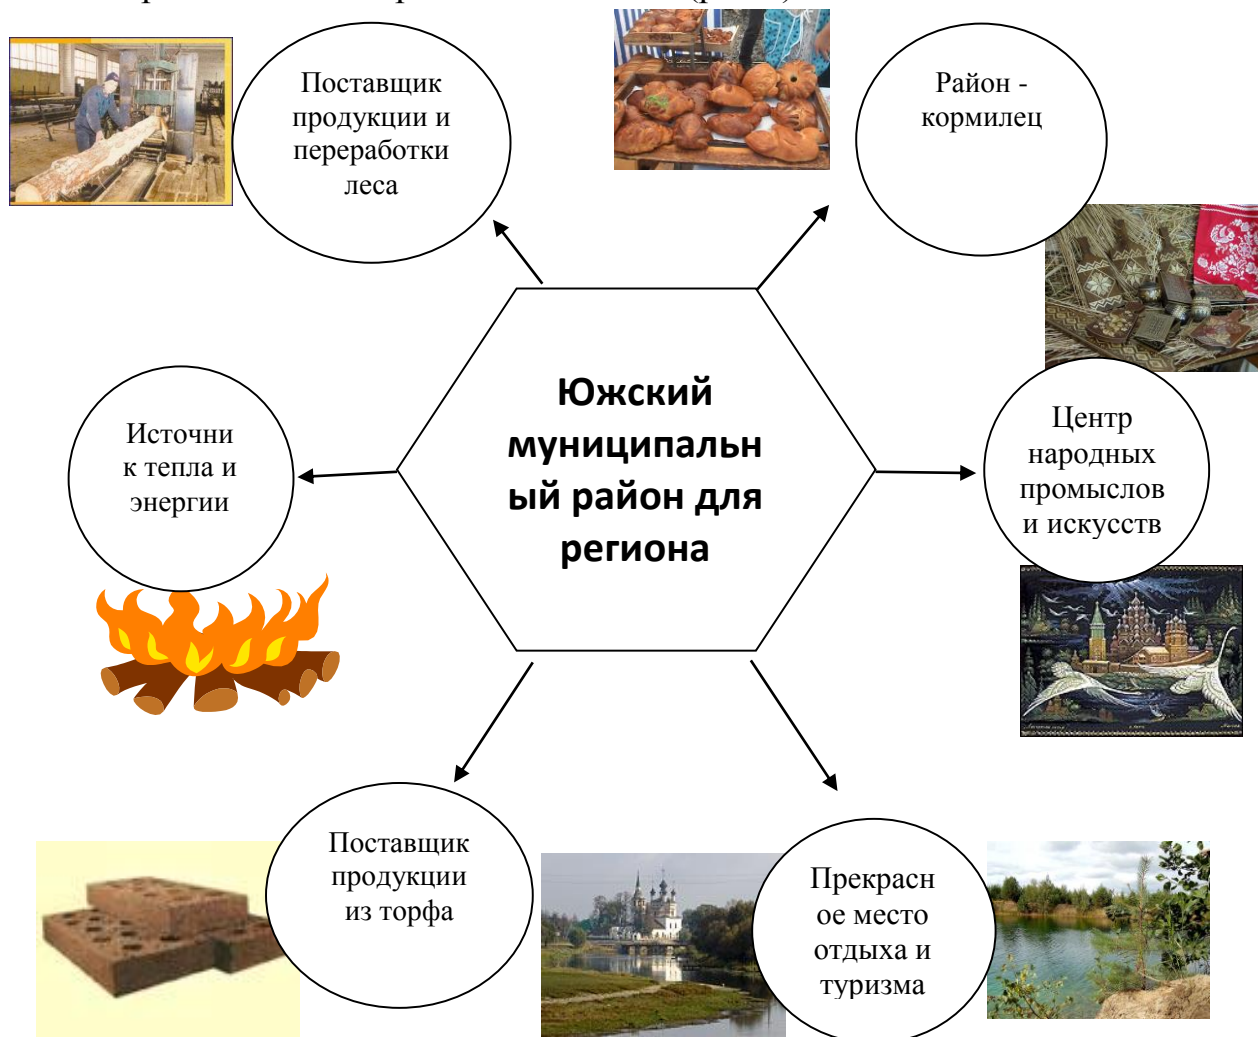 Поставщик
продукции и
переработки
леса
Район -
кормилец
Источни
к тепла и
энергии
Южский
муниципальн
ый район для
региона
Центр
народных
промыслов
и искусств
Поставщик
продукции
из торфа
Прекрасн
ое место
отдыха и
туризма